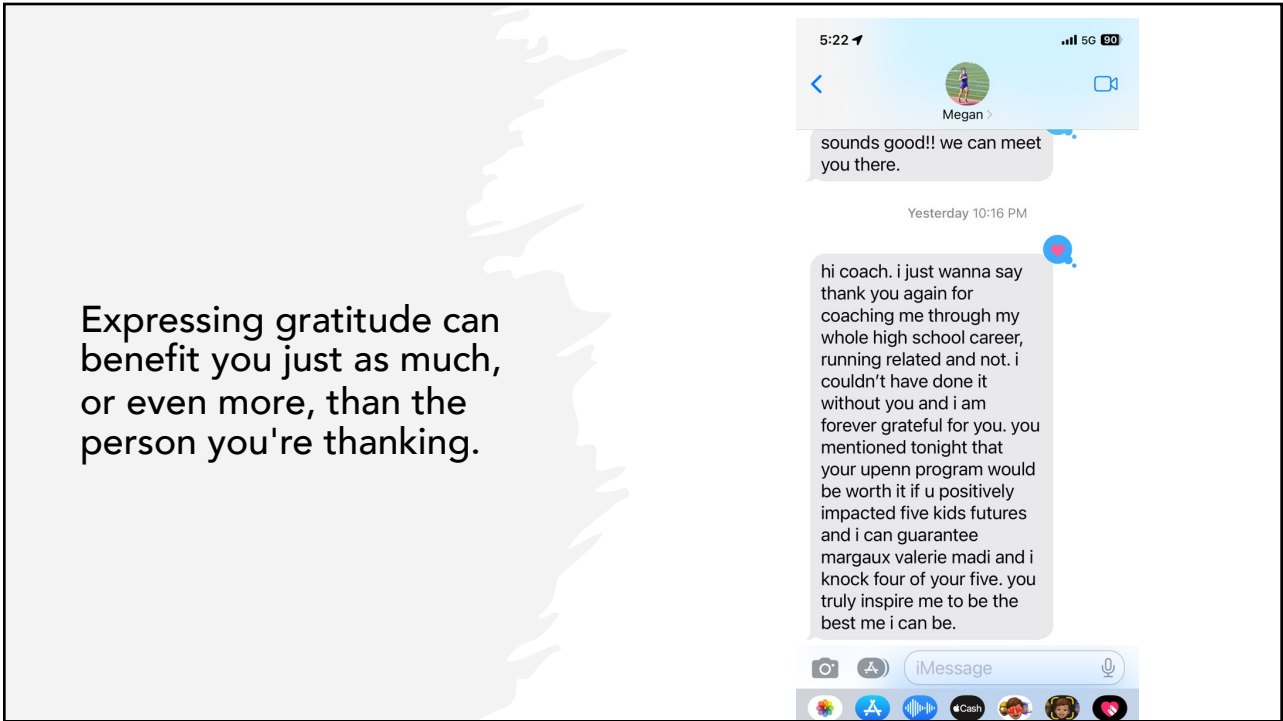 Expressing gratitude can
benefit you just as much,
or even more, than the
person you're thanking.
5:22
5G 90
Megan
sounds good!! we can meet
you there.
Yesterday 10:16 PM
hi coach. i just wanna say
thank you again for
coaching me through my
whole high school career,
running related and not. i
couldn't have done it
without you and i am
forever grateful for you. you
mentioned tonight that
your upenn program would
be worth it if u positively
impacted five kids futures
and i can guarantee
margaux valerie madi and i
knock four of your five. you
truly inspire me to be the
best me i can be.
iMessage
Cash